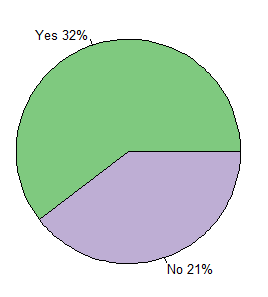 Yes 32%
No 21%